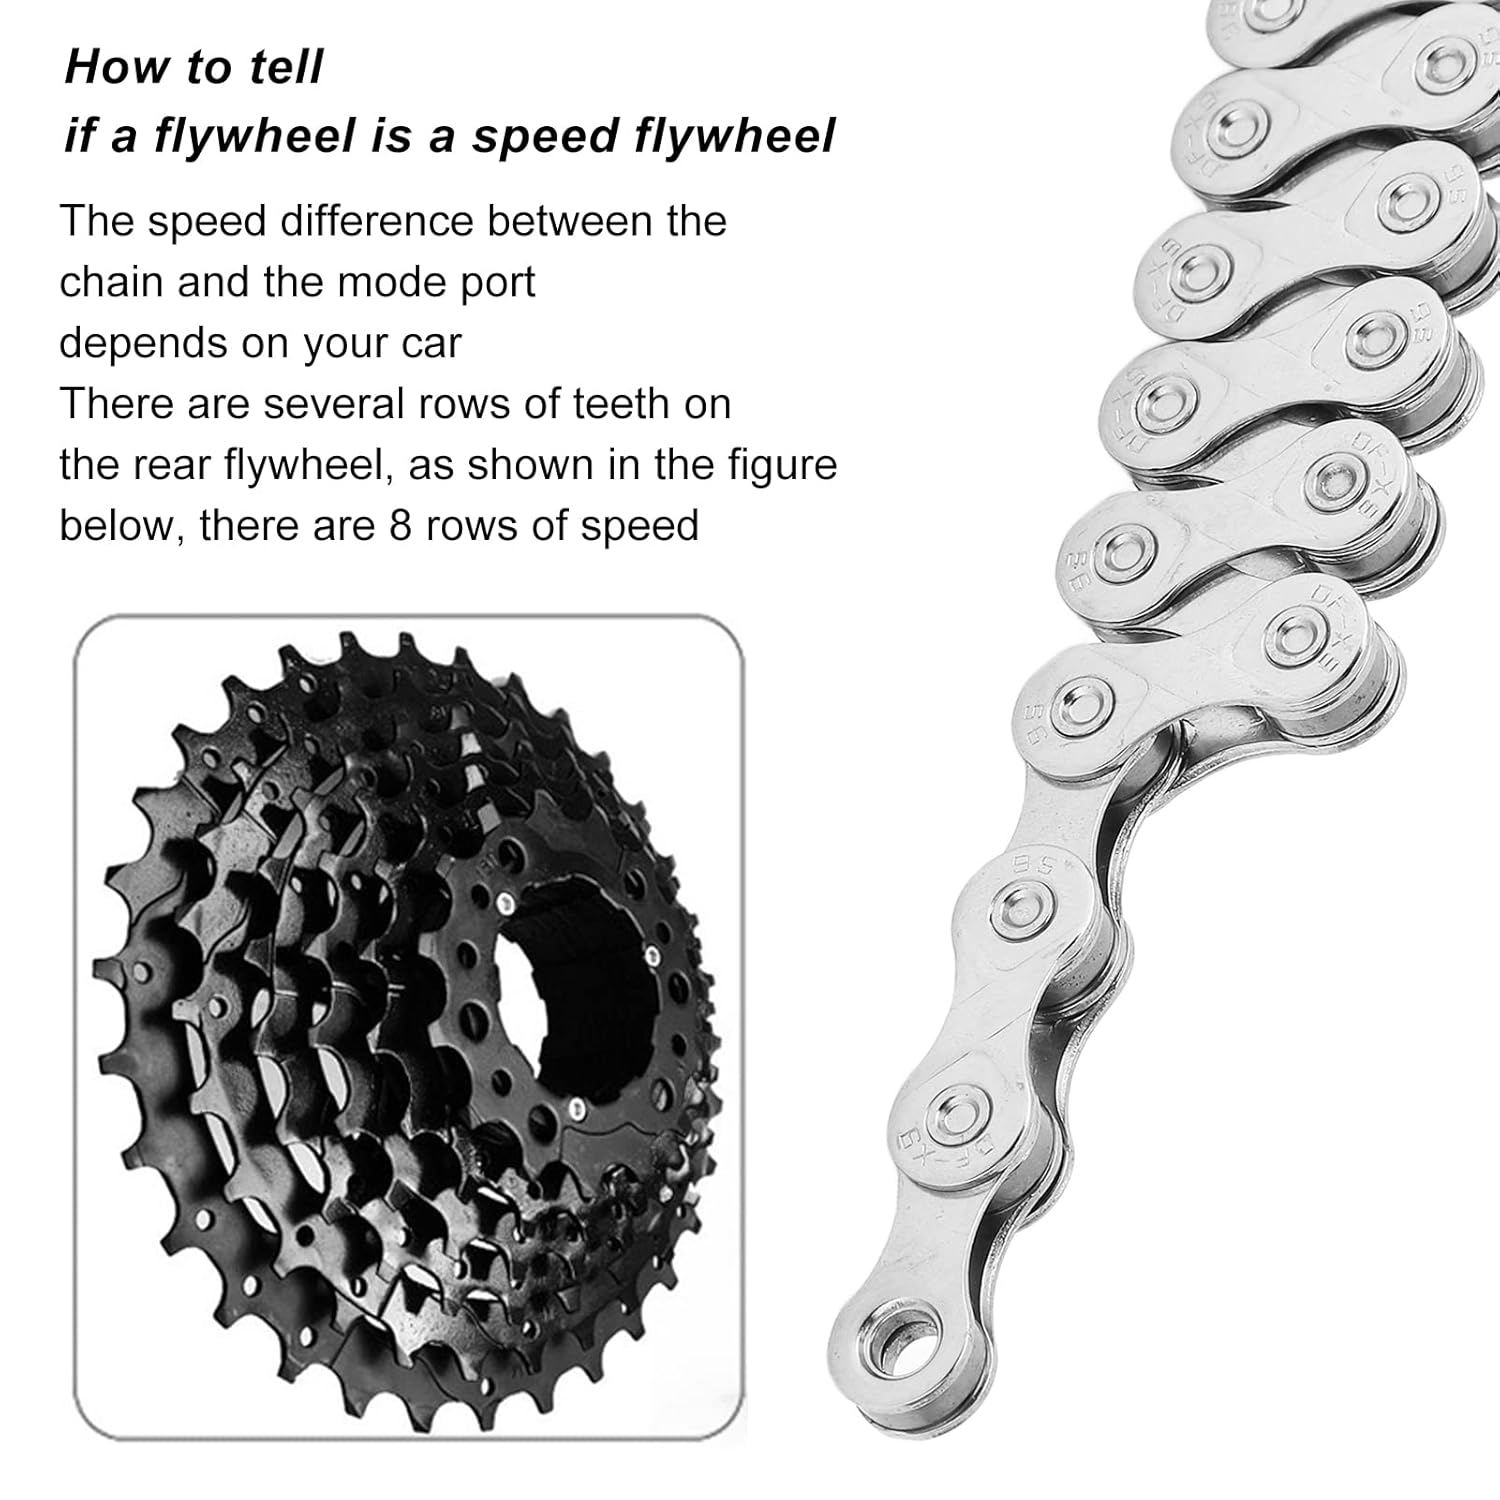 How to tell
if a flywheel is a speed flywheel
The speed difference between the
chain and the mode port
depends on your car
There are several rows of teeth on
the rear flywheel, as shown in the figure
below, there are 8 rows of speed